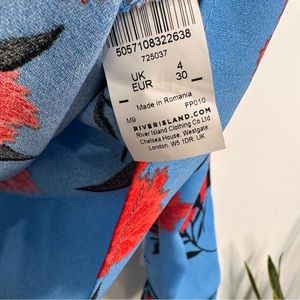 5057108322638
725037
UK 4
EUR 30
Made in Romania
M9 FP010
RIVERISLAND.COM
River Island Clothing Co Ltd
Chelsea House, Westgate
London. W5 1DR. UK